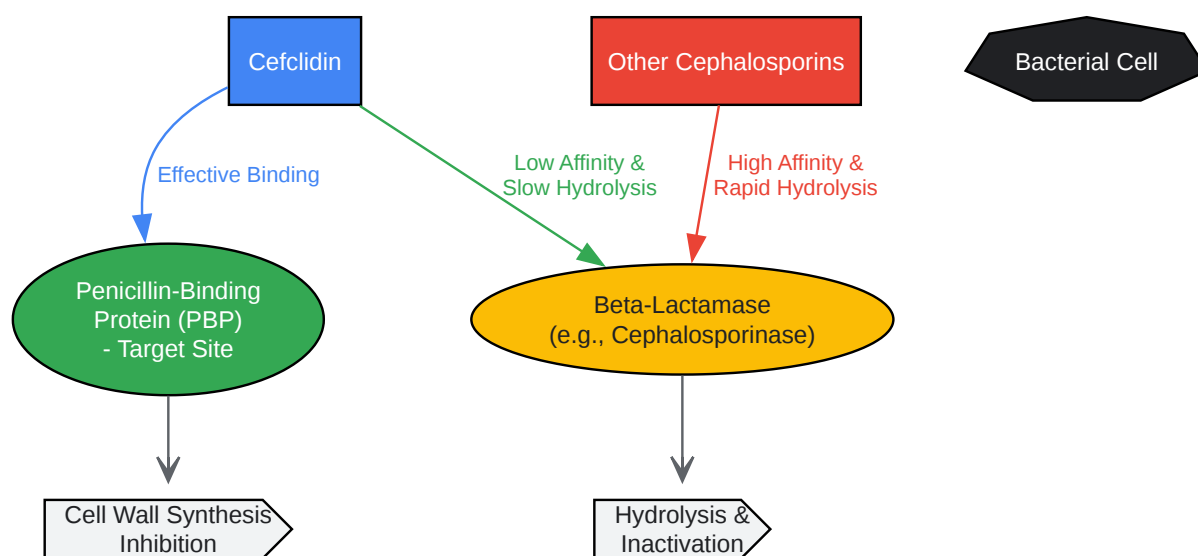 Cefclidin
Other Cephalosporins
Bacterial Cell
Effective Binding
Low Affinity &
Slow Hydrolysis
High Affinity &
Rapid Hydrolysis
Penicillin-Binding
Protein (PBP)
- Target Site
Beta-Lactamase
(e.g., Cephalosporinase)
Cell Wall Synthesis
Inhibition
Hydrolysis &
Inactivation